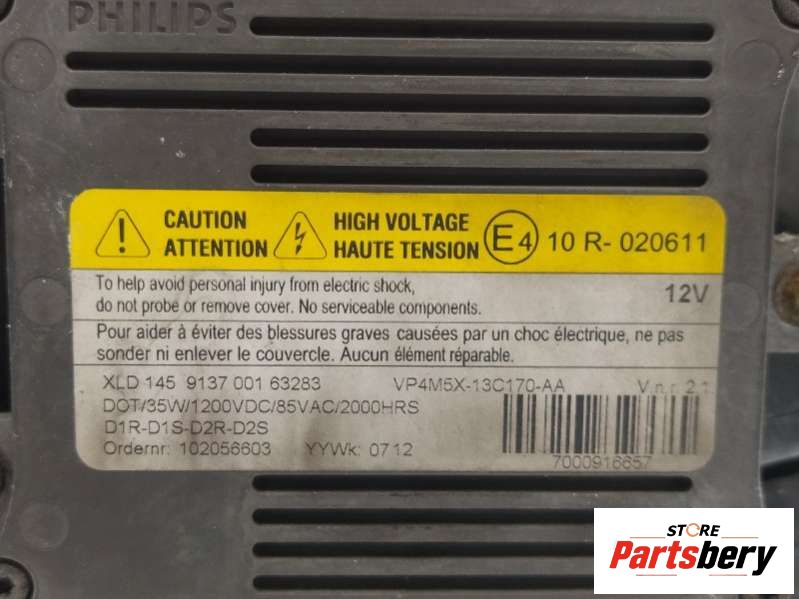 PHILIPS
CAUTION
ATTENTION
HIGH VOLTAGE
HAUTE TENSION
E4 10 R- 020611
To help avoid personal injury from electric shock,
do not probe or remove cover. No serviceable components.
12V
Pour aider à éviter des blessures graves causées par un choc électrique, ne pas
sonder ni enlever le couvercle. Aucun élément réparable.
XLD 145 9137 001 63283 VP4M5X-13C170-AA V.n.r. 2.1
DOT/35W/1200VDC/85VAC/2000HRS
D1R-D1S-D2R-D2S
Ordernr: 102056603 YYWk: 0712
7000916657
STORE
Partsbery